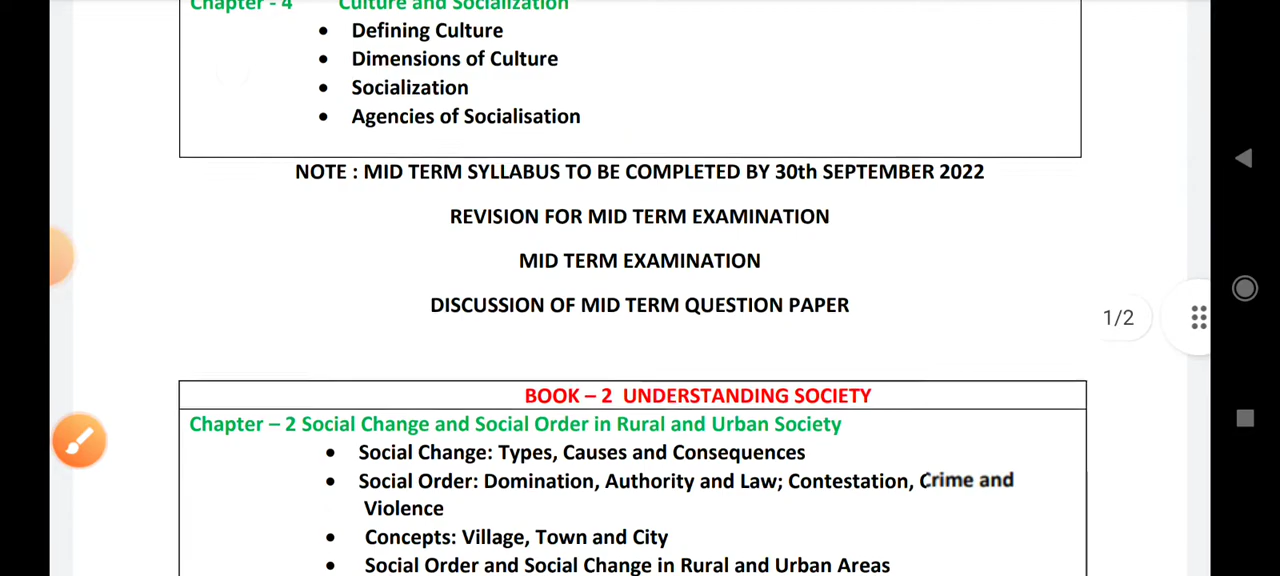 Chapter - 4 Culture and Socialization
• Defining Culture
• Dimensions of Culture
• Socialization
• Agencies of Socialisation
NOTE : MID TERM SYLLABUS TO BE COMPLETED BY 30th SEPTEMBER 2022
REVISION FOR MID TERM EXAMINATION
MID TERM EXAMINATION
DISCUSSION OF MID TERM QUESTION PAPER
1/2
BOOK – 2 UNDERSTANDING SOCIETY
Chapter – 2 Social Change and Social Order in Rural and Urban Society
• Social Change: Types, Causes and Consequences
• Social Order: Domination, Authority and Law; Contestation, Crime and
Violence
• Concepts: Village, Town and City
• Social Order and Social Change in Rural and Urban Areas